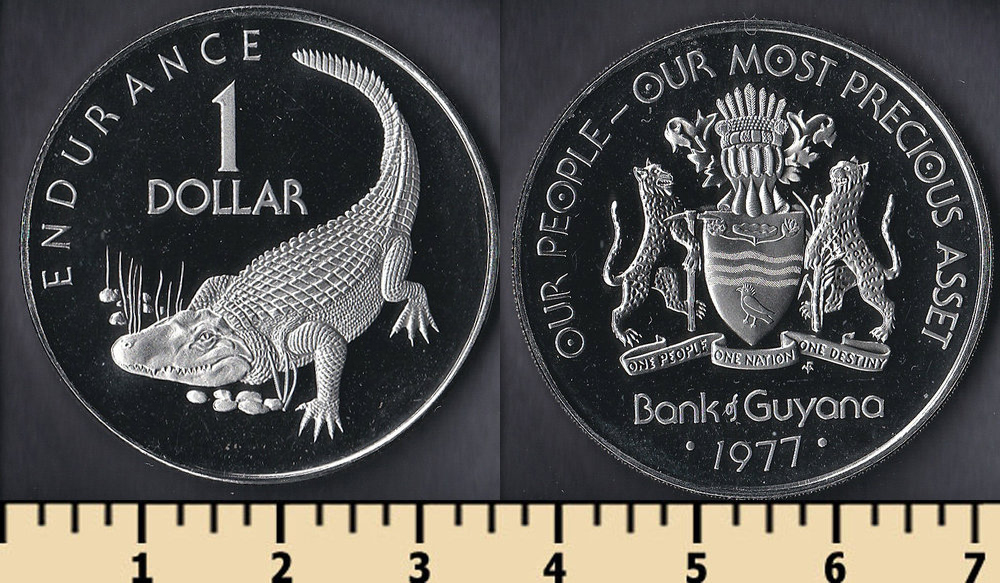 ENDURANCE
1
DOLLAR
OUR PEOPLE — OUR MOST PRECIOUS ASSET
ONE PEOPLE ONE NATION ONE DESTINY
Bank of Guyana
· 1977 ·
1 2 3 4 5 6 7